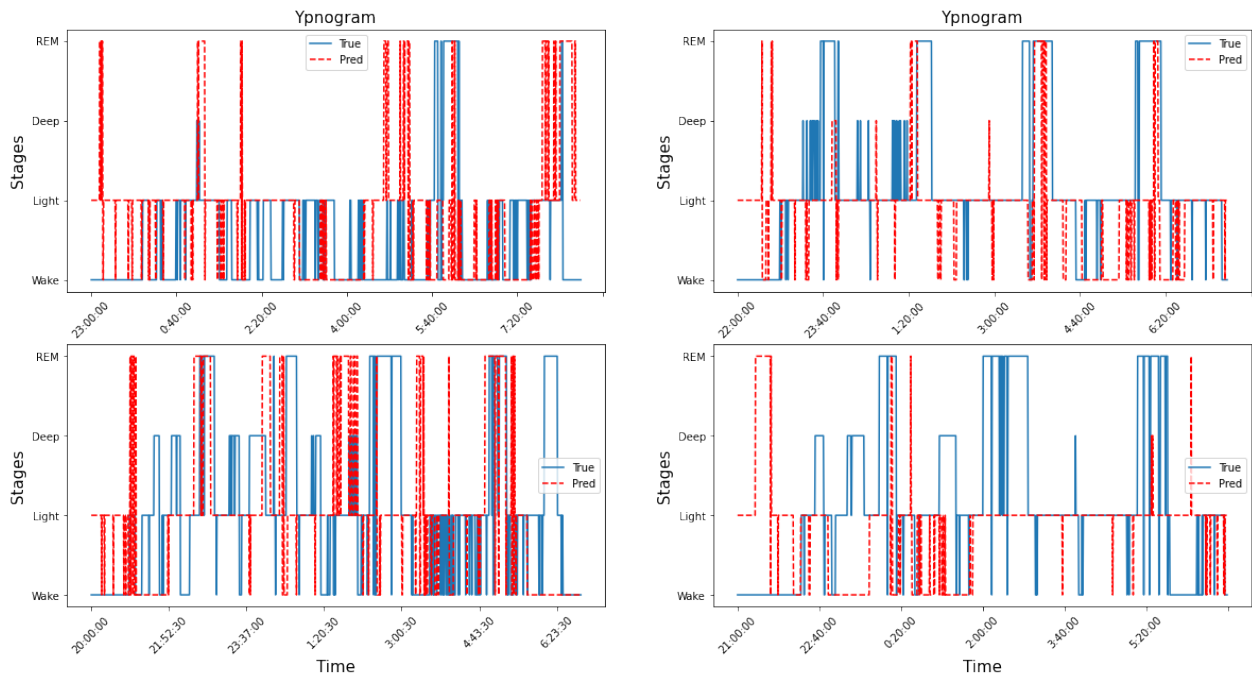 Ypnogram
REM
Deep
Light
Wake
Stages
True
Pred
23:00:00
0:40:00
2:20:00
4:00:00
5:40:00
7:20:00
Ypnogram
REM
Deep
Light
Wake
Stages
True
Pred
22:00:00
23:40:00
1:20:00
3:00:00
4:40:00
6:20:00
REM
Deep
Light
Wake
Stages
True
Pred
20:00:00
21:52:30
23:37:00
1:20:30
3:00:30
4:43:30
6:23:30
Time
REM
Deep
Light
Wake
Stages
True
Pred
21:00:00
22:40:00
0:20:00
2:00:00
3:40:00
5:20:00
Time